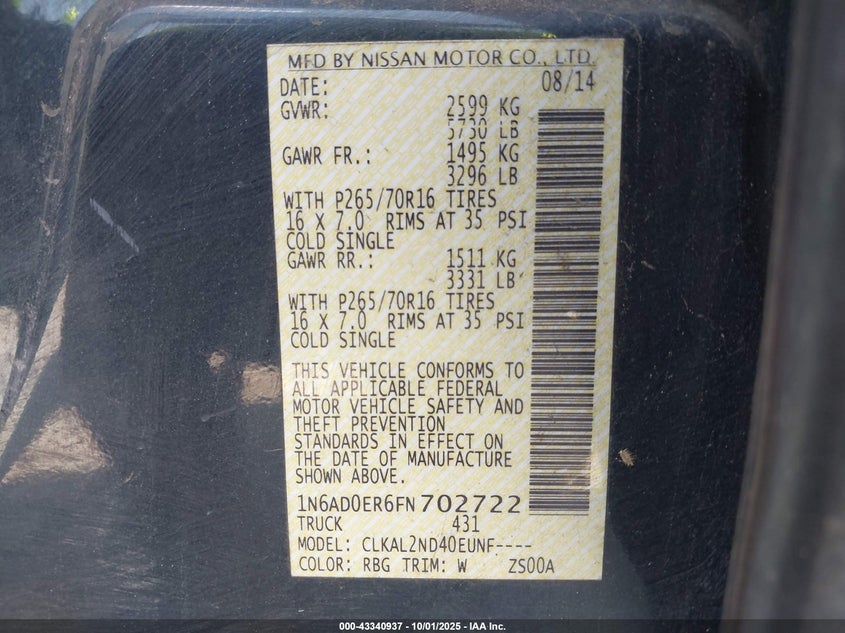 MFD BY NISSAN MOTOR CO., LTD.
DATE: 08/14
GVWR: 2599 KG
5730 LB
GAWR FR.: 1495 KG
3296 LB
WITH P265/70R16 TIRES
16 X 7.0 RIMS AT 35 PSI
COLD SINGLE
GAWR RR.: 1511 KG
3331 LB
WITH P265/70R16 TIRES
16 X 7.0 RIMS AT 35 PSI
COLD SINGLE
THIS VEHICLE CONFORMS TO
ALL APPLICABLE FEDERAL
MOTOR VEHICLE SAFETY AND
THEFT PREVENTION
STANDARDS IN EFFECT ON
THE DATE OF MANUFACTURE
SHOWN ABOVE.
1N6AD0ER6FN702722
TRUCK 431
MODEL: CLKAL2ND40EUNF----
COLOR: RBG TRIM: W ZS00A
000-43340937 - 10/01/2025 - IAA Inc.